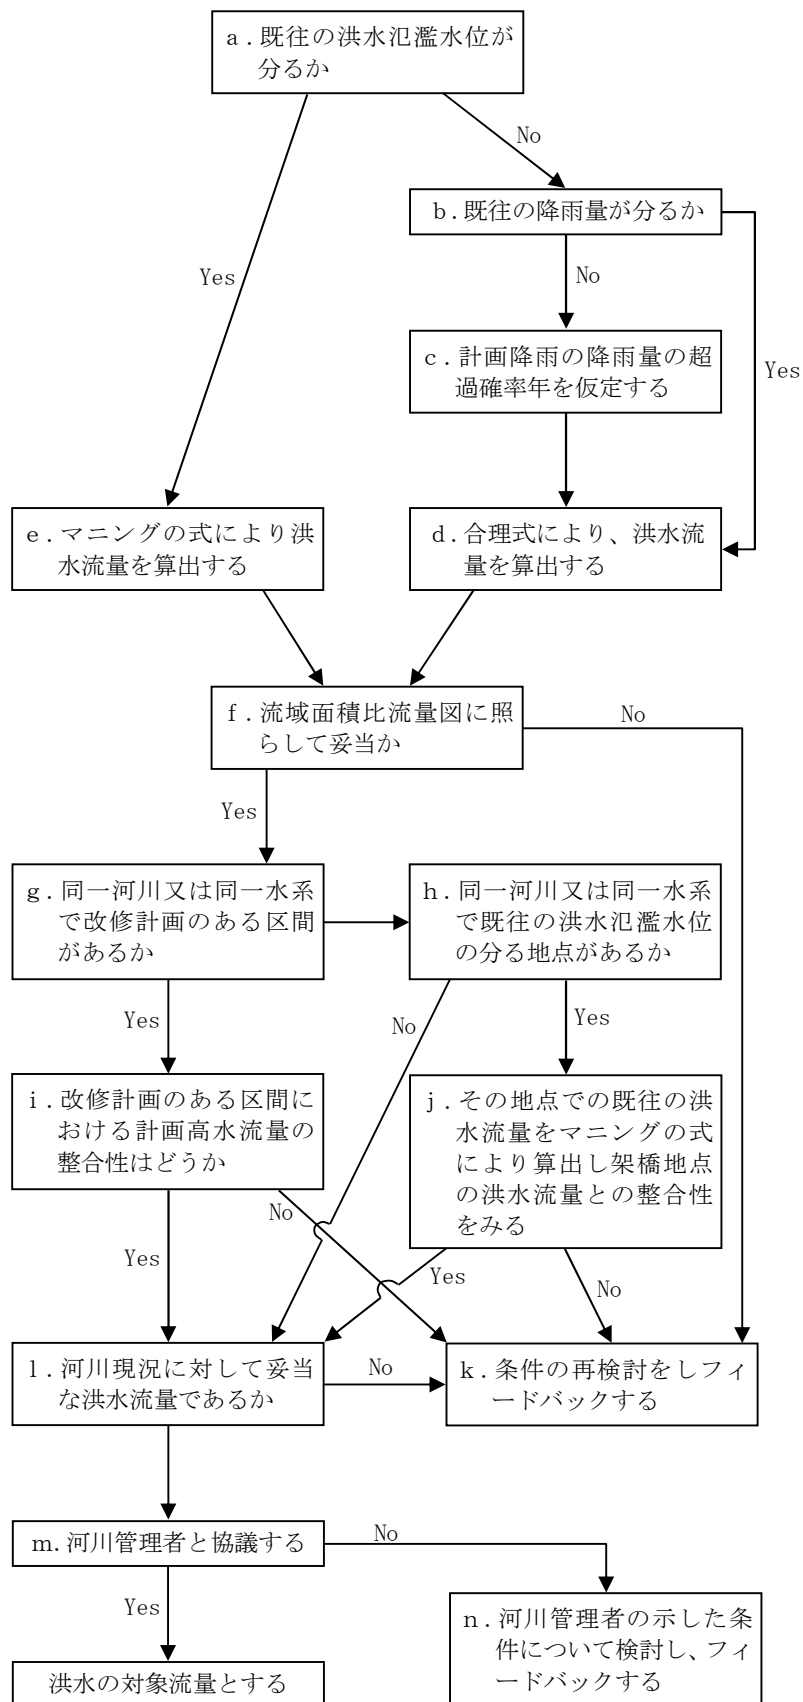 a．既往の洪水氾濫水位が
分るか
No
b．既往の降雨量が分るか
Yes
No
c．計画降雨の降雨量の超
過確率年を仮定する
Yes
e．マニングの式により洪
水流量を算出する
d．合理式により、洪水流
量を算出する
f．流域面積比流量図に照
らして妥当か
No
Yes
g．同一河川又は同一水系
で改修計画のある区間
があるか
h．同一河川又は同一水系
で既往の洪水氾濫水位
の分る地点があるか
Yes
No
Yes
i．改修計画のある区間に
おける計画高水流量の
整合性はどうか
j．その地点での既往の洪
水流量をマニングの式
により算出し架橋地点
の洪水流量との整合性
をみる
No
Yes
Yes
No
l．河川現況に対して妥当
な洪水流量であるか
No
k．条件の再検討をしフィ
ードバックする
m．河川管理者と協議する
No
Yes
n．河川管理者の示した条
件について検討し、フィ
ードバックする
洪水の対象流量とする